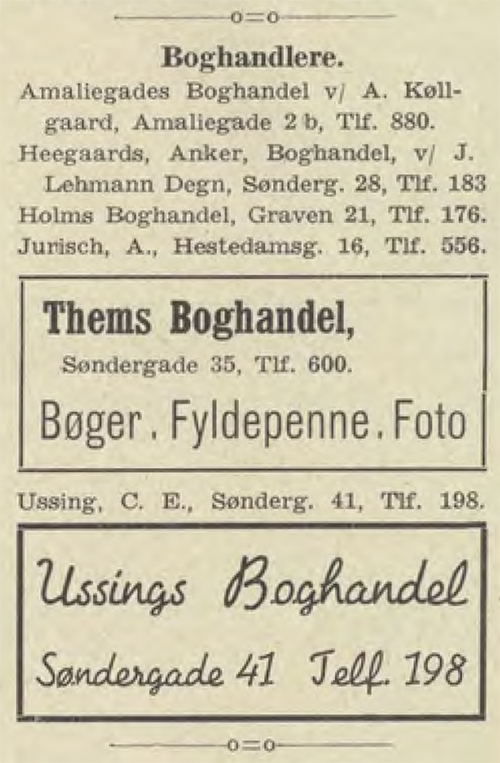 Boghandlere.
Amaliegades Boghandel v/ A. Køll-
gaard, Amaliegade 2 b, Tlf. 880.
Heegaards, Anker, Boghandel, v/ J.
Lehmann Degn, Sønderg. 28, Tlf. 183
Holms Boghandel, Graven 21, Tlf. 176.
Jurisch, A., Hestedamsg. 16, Tlf. 556.
Thems Boghandel,
Søndergade 35, Tlf. 600.
Bøger. Fyldepenne. Foto
Ussing, C. E., Sønderg. 41, Tlf. 198.
Ussings Boghandel
Søndergade 41 Telf. 198